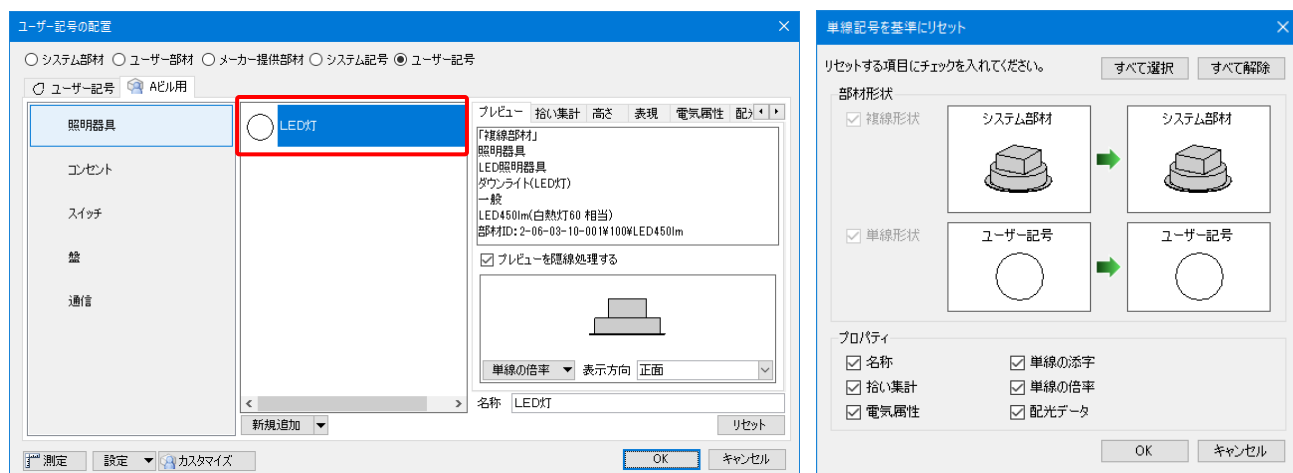 ユーザー記号の配置
システム部材 ユーザー部材 メーカー提供部材 システム記号 ユーザー記号
ユーザー記号 Aビル用
照明器具
コンセント
スイッチ
盤
通信
LED灯
新規追加
プレビュー 拾い集計 高さ 表現 電気属性 配光
「複線部材」
照明器具
LED照明器具
ダウンライト(LED灯)
一般
LED450lm(白熱灯60 相当)
部材ID:2-06-03-10-001¥100¥LED450lm
プレビューを隠線処理する
単線の倍率 表示方向 正面
名称 LED灯
リセット
測定 設定 カスタマイズ OK キャンセル
単線記号を基準にリセット
リセットする項目にチェックを入れてください。 すべて選択 すべて解除
部材形状
複線形状 システム部材 システム部材
単線形状 ユーザー記号 ユーザー記号
プロパティ
名称 単線の添字
拾い集計 単線の倍率
電気属性 配光データ
OK キャンセル